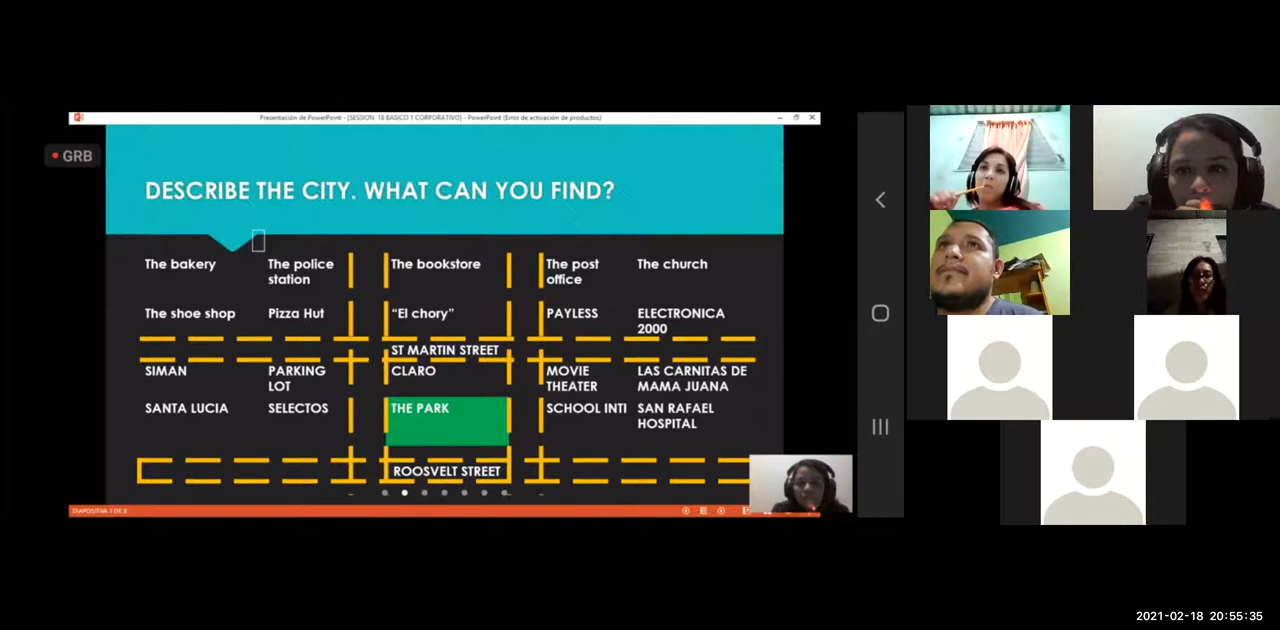 Presentación de PowerPoint - [SESSION 18 BASICO 1 CORPORATIVO] - PowerPoint (Error de activación de productos)
GRB
DESCRIBE THE CITY. WHAT CAN YOU FIND?
The bakery
The police
station
The bookstore
The post
office
The church
The shoe shop
Pizza Hut
“El chory”
PAYLESS
ELECTRONICA
2000
ST MARTIN STREET
SIMAN
PARKING
LOT
CLARO
MOVIE
THEATER
LAS CARNITAS DE
MAMA JUANA
SANTA LUCIA
SELECTOS
THE PARK
SCHOOL INTI
SAN RAFAEL
HOSPITAL
ROOSVELT STREET
DIAPOSITIVA 7 DE 8
2021-02-18 20:55:35